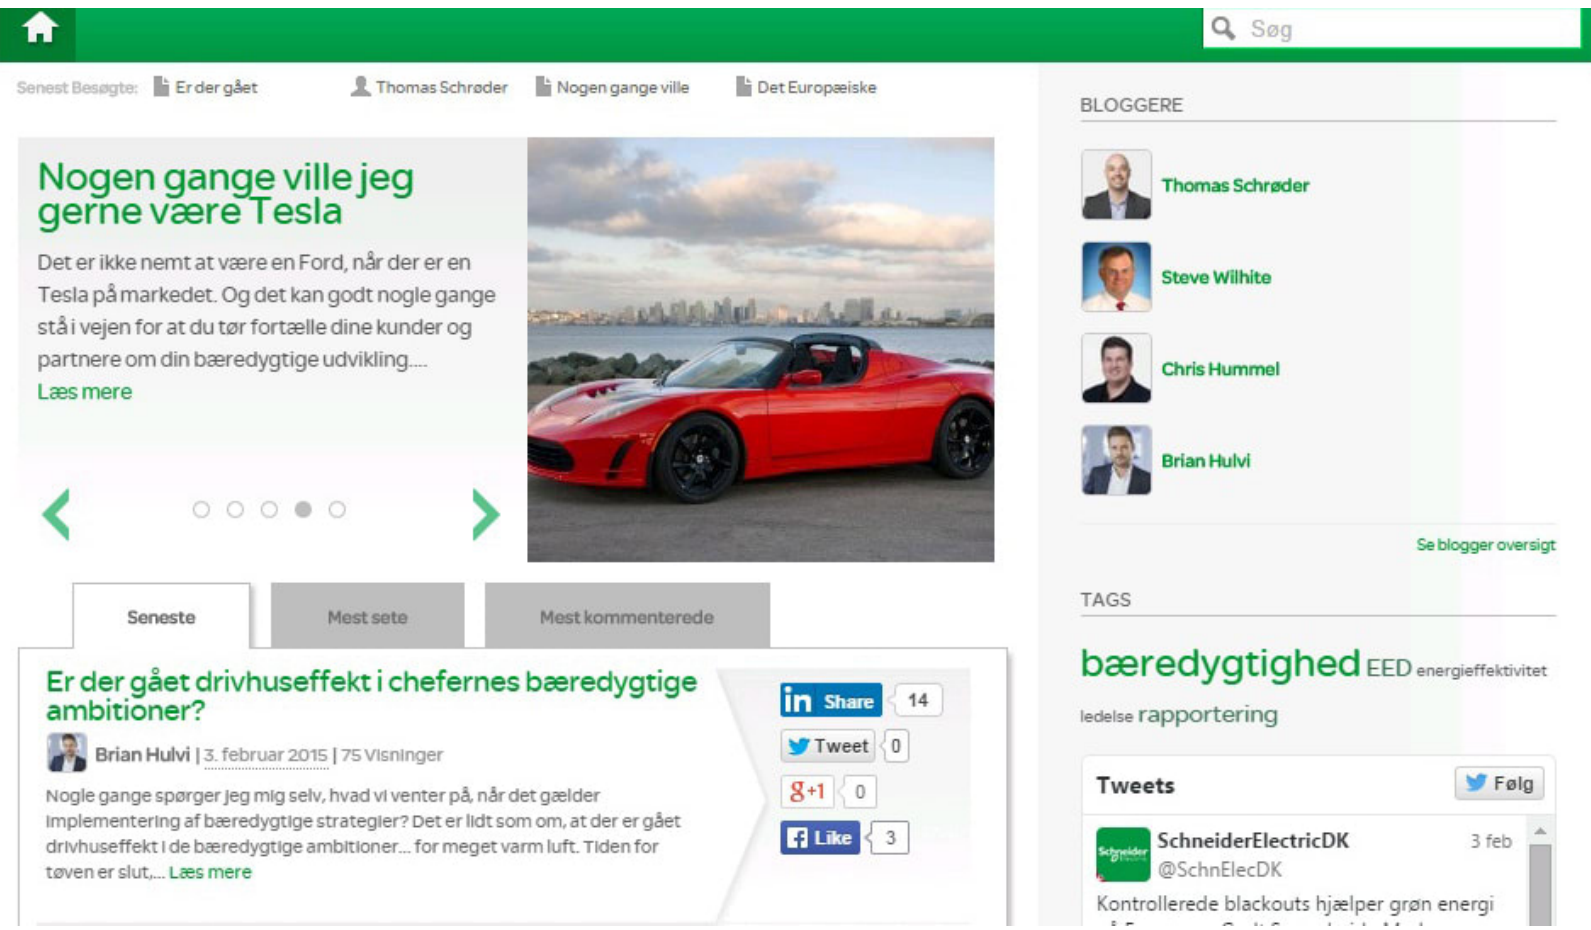 Søg
Senest Besøgte: Er der gået Thomas Schrøder Nogen gange ville Det Europæiske
Nogen gange ville jeg
gerne være Tesla
Det er ikke nemt at være en Ford, når der er en
Tesla på markedet. Og det kan godt nogle gange
stå i vejen for at du tør fortælle dine kunder og
partnere om din bæredygtige udvikling....
Læs mere
Seneste Mest sete Mest kommenterede
Er der gået drivhuseffekt i chefernes bæredygtige
ambitioner?
Brian Hulvi | 3. februar 2015 | 75 Visninger
Nogle gange spørger jeg mig selv, hvad vi venter på, når det gælder
implementering af bæredygtige strategier? Det er lidt som om, at der er gået
drivhuseffekt i de bæredygtige ambitioner... for meget varm luft. Tiden for
tøven er slut,... Læs mere
in Share 14
Tweet 0
g+1 0
f Like 3
BLOGGERE
Thomas Schrøder
Steve Wilhite
Chris Hummel
Brian Hulvi
Se blogger oversigt
TAGS
bæredygtighed EED energieffektivitet
ledelse rapportering
Tweets Følg
Schneider Electric
SchneiderElectricDK 3 feb
@SchnElecDK
Kontrollerede blackouts hjælper grøn energi